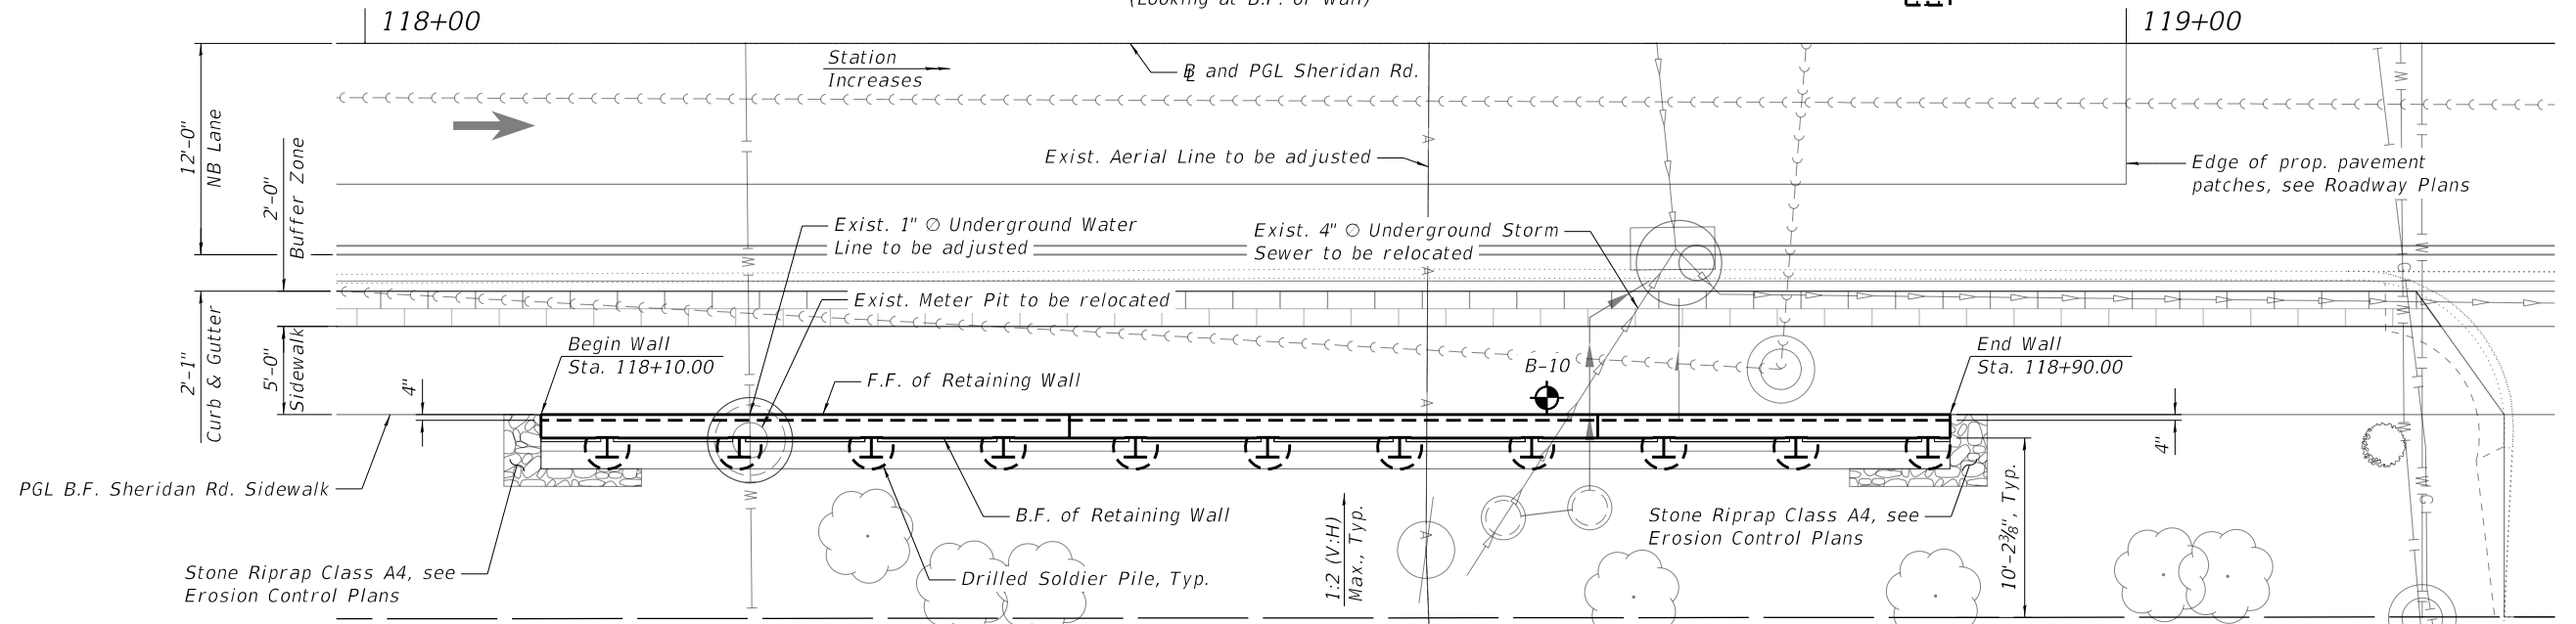 (Looking at B.F. of Wall)
118+00
119+00
Station
Increases
℄ and PGL Sheridan Rd.
12'-0"
NB Lane
2'-0"
Buffer Zone
Exist. Aerial Line to be adjusted
Edge of prop. pavement
patches, see Roadway Plans
Exist. 1" ∅ Underground Water
Line to be adjusted
Exist. 4" ∅ Underground Storm
Sewer to be relocated
Exist. Meter Pit to be relocated
2'-1"
Curb & Gutter
5'-0"
Sidewalk
Begin Wall
Sta. 118+10.00
End Wall
Sta. 118+90.00
B-10
4"
F.F. of Retaining Wall
4"
PGL B.F. Sheridan Rd. Sidewalk
B.F. of Retaining Wall
1:2 (V:H)
Max., Typ.
Stone Riprap Class A4, see
Erosion Control Plans
10'-2⅜", Typ.
Stone Riprap Class A4, see
Erosion Control Plans
Drilled Soldier Pile, Typ.